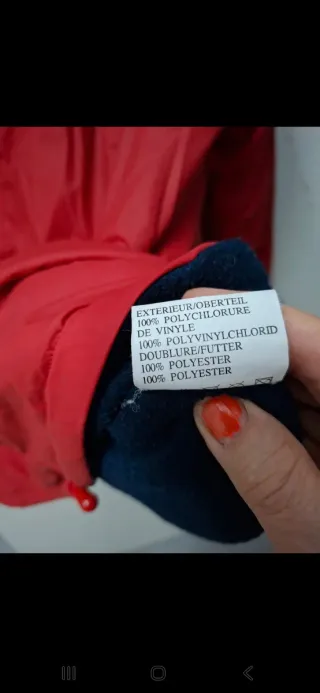 EXTERIEUR/OBERTEIL
100% POLYCHLORURE
DE VINYLE
100% POLYVINYLCHLORID
DOUBLURE/FUTTER
100% POLYESTER
100% POLYESTER